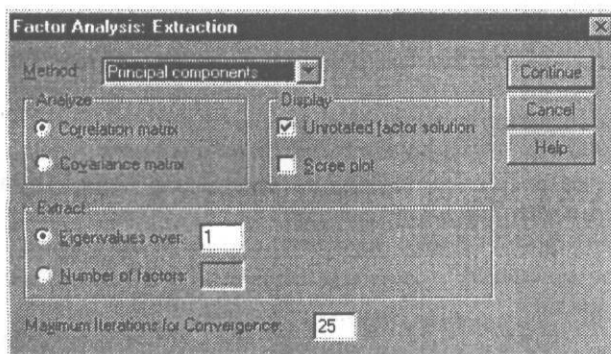 Factor Analysis: Extraction
Method: Principal components
Continue
Cancel
Help
Analyze
Correlation matrix
Covariance matrix
Display
Unrotated factor solution
Scree plot
Extract
Eigenvalues over: 1
Number of factors:
Maximum Iterations for Convergence: 25